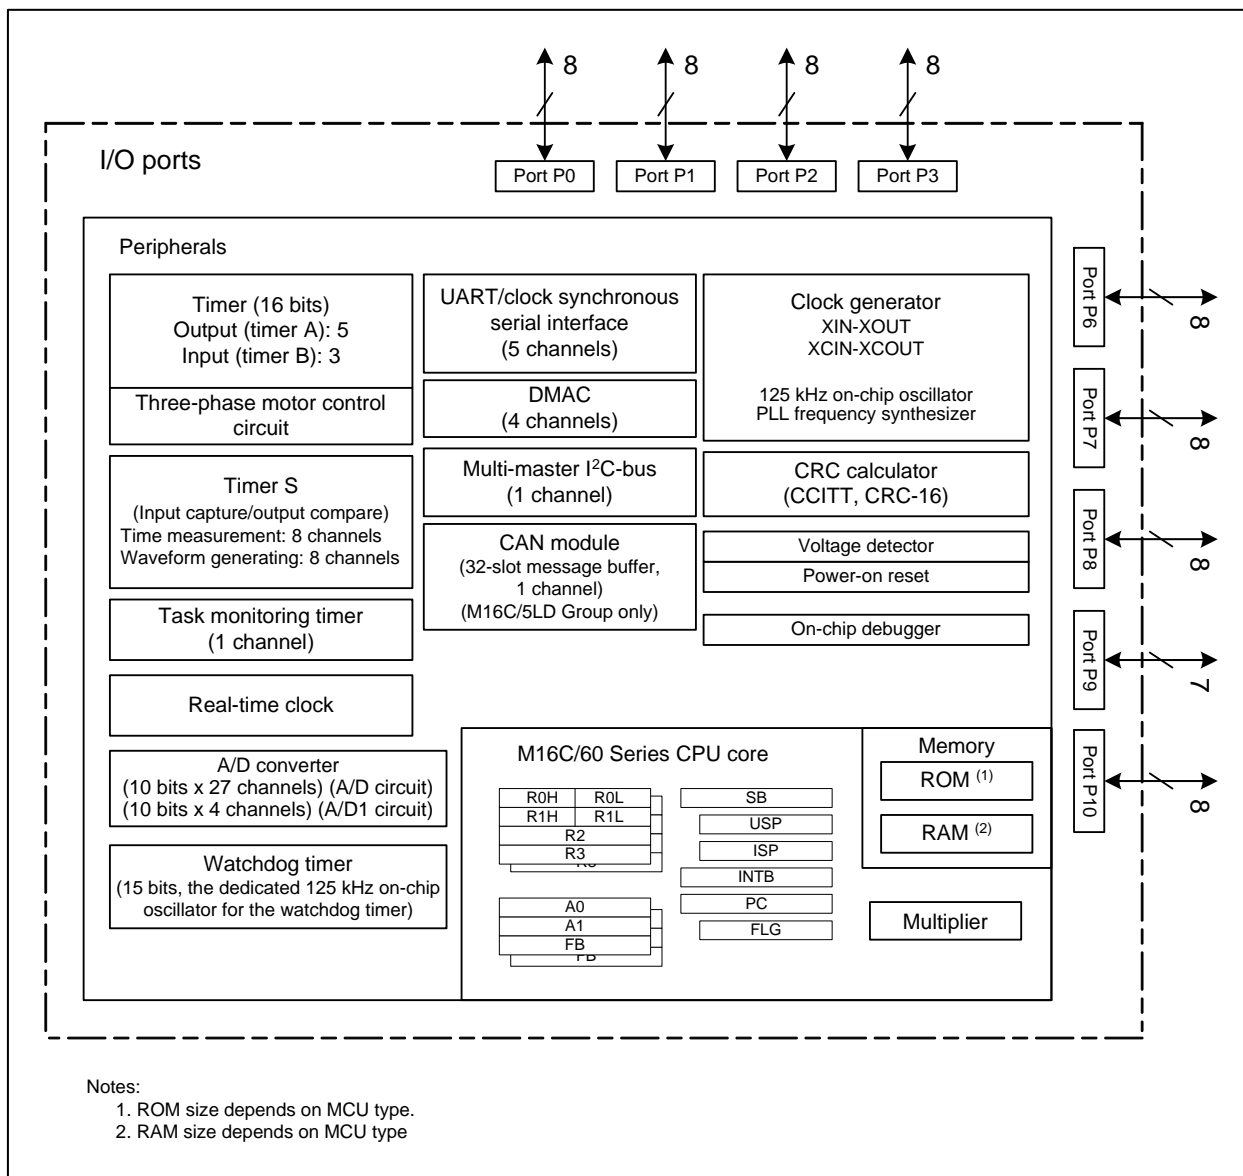 8 8 8 8
I/O ports
Port P0 Port P1 Port P2 Port P3
Peripherals
Timer (16 bits)
Output (timer A): 5
Input (timer B): 3
Three-phase motor control
circuit
Timer S
(Input capture/output compare)
Time measurement: 8 channels
Waveform generating: 8 channels
Task monitoring timer
(1 channel)
Real-time clock
A/D converter
(10 bits x 27 channels) (A/D circuit)
(10 bits x 4 channels) (A/D1 circuit)
Watchdog timer
(15 bits, the dedicated 125 kHz on-chip
oscillator for the watchdog timer)
UART/clock synchronous
serial interface
(5 channels)
DMAC
(4 channels)
Multi-master I²C-bus
(1 channel)
CAN module
(32-slot message buffer,
1 channel)
(M16C/5LD Group only)
Clock generator
XIN-XOUT
XCIN-XCOUT
125 kHz on-chip oscillator
PLL frequency synthesizer
CRC calculator
(CCITT, CRC-16)
Voltage detector
Power-on reset
On-chip debugger
Port P6
8
Port P7
8
Port P8
8
Port P9
7
Port P10
8
M16C/60 Series CPU core
R0H R0L
R1H R1L
R2
R3
R3
A0
A1
FB
FB
SB
USP
ISP
INTB
PC
FLG
Memory
ROM (1)
RAM (2)
Multiplier
Notes:
1. ROM size depends on MCU type.
2. RAM size depends on MCU type